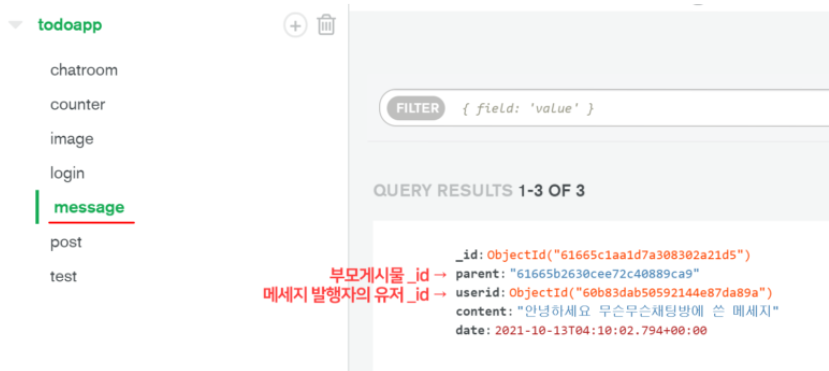 todoapp
chatroom
counter
image
login
message
post
test
FILTER { field: 'value' }
QUERY RESULTS 1-3 OF 3
_id: ObjectId("61665c1aa1d7a308302a21d5")
부모게시물 _id → parent: "61665b2630cee72c40889ca9"
메세지 발행자의 유저 _id → userid: ObjectId("60b83dab50592144e87da89a")
content: "안녕하세요 무슨무슨채팅방에 쓴 메세지"
date: 2021-10-13T04:10:02.794+00:00